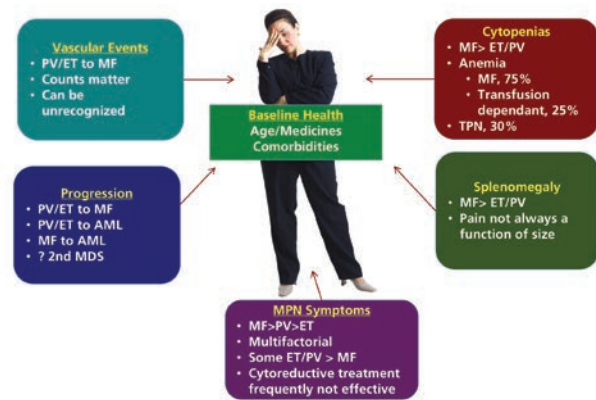 Vascular Events
• PV/ET to MF
• Counts matter
• Can be
unrecognized
Cytopenias
• MF> ET/PV
• Anemia
• MF, 75%
• Transfusion
dependant, 25%
• TPN, 30%
Baseline Health
Age/Medicines
Comorbidities
Progression
• PV/ET to MF
• PV/ET to AML
• MF to AML
• ? 2nd MDS
Splenomegaly
• MF> ET/PV
• Pain not always a
function of size
MPN Symptoms
• MF>PV>ET
• Multifactorial
• Some ET/PV > MF
• Cytoreductive treatment
frequently not effective